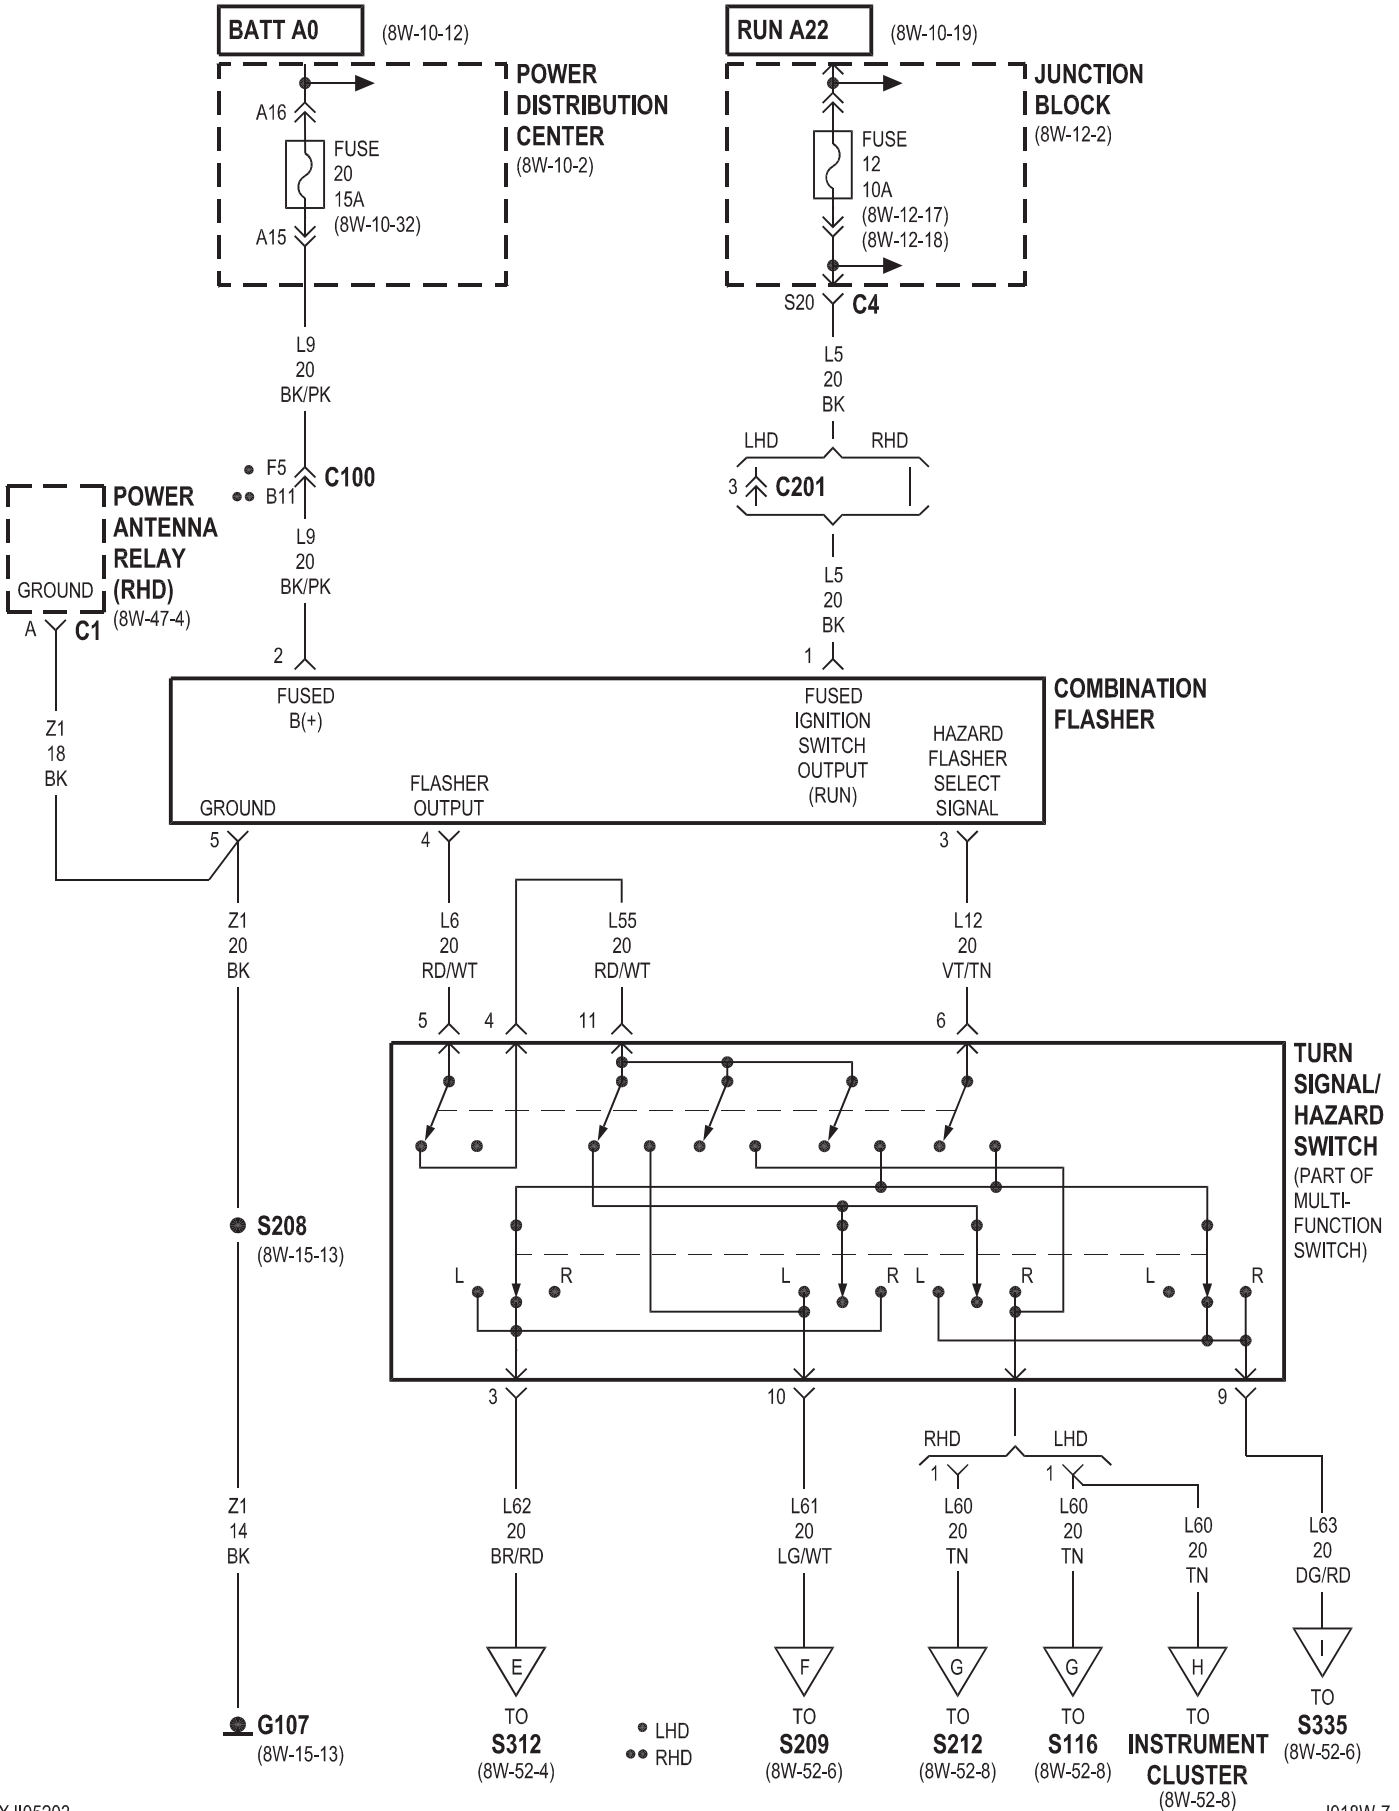 BATT A0
(8W-10-12)
RUN A22
(8W-10-19)
POWER
DISTRIBUTION
CENTER
(8W-10-2)
A16
FUSE
20
15A
(8W-10-32)
A15
JUNCTION
BLOCK
(8W-12-2)
FUSE
12
10A
(8W-12-17)
(8W-12-18)
S20
C4
L9
20
BK/PK
L5
20
BK
LHD
RHD
F5
B11
C100
3
C201
POWER
ANTENNA
RELAY
(RHD)
(8W-47-4)
GROUND
A
C1
L9
20
BK/PK
L5
20
BK
2
1
FUSED
B(+)
FUSED
IGNITION
SWITCH
OUTPUT
(RUN)
HAZARD
FLASHER
SELECT
SIGNAL
COMBINATION
FLASHER
Z1
18
BK
GROUND
FLASHER
OUTPUT
5
4
3
Z1
20
BK
L6
20
RD/WT
L55
20
RD/WT
L12
20
VT/TN
5
4
11
6
TURN
SIGNAL/
HAZARD
SWITCH
(PART OF
MULTI-
FUNCTION
SWITCH)
S208
(8W-15-13)
L
R
L
R
L
R
L
R
3
10
9
RHD
LHD
1
1
Z1
14
BK
L62
20
BR/RD
L61
20
LG/WT
L60
20
TN
L60
20
TN
L60
20
TN
L63
20
DG/RD
E
F
G
G
H
I
G107
(8W-15-13)
TO
S312
(8W-52-4)
LHD
RHD
TO
S209
(8W-52-6)
TO
S212
(8W-52-8)
TO
S116
(8W-52-8)
TO
INSTRUMENT
CLUSTER
(8W-52-8)
TO
S335
(8W-52-6)